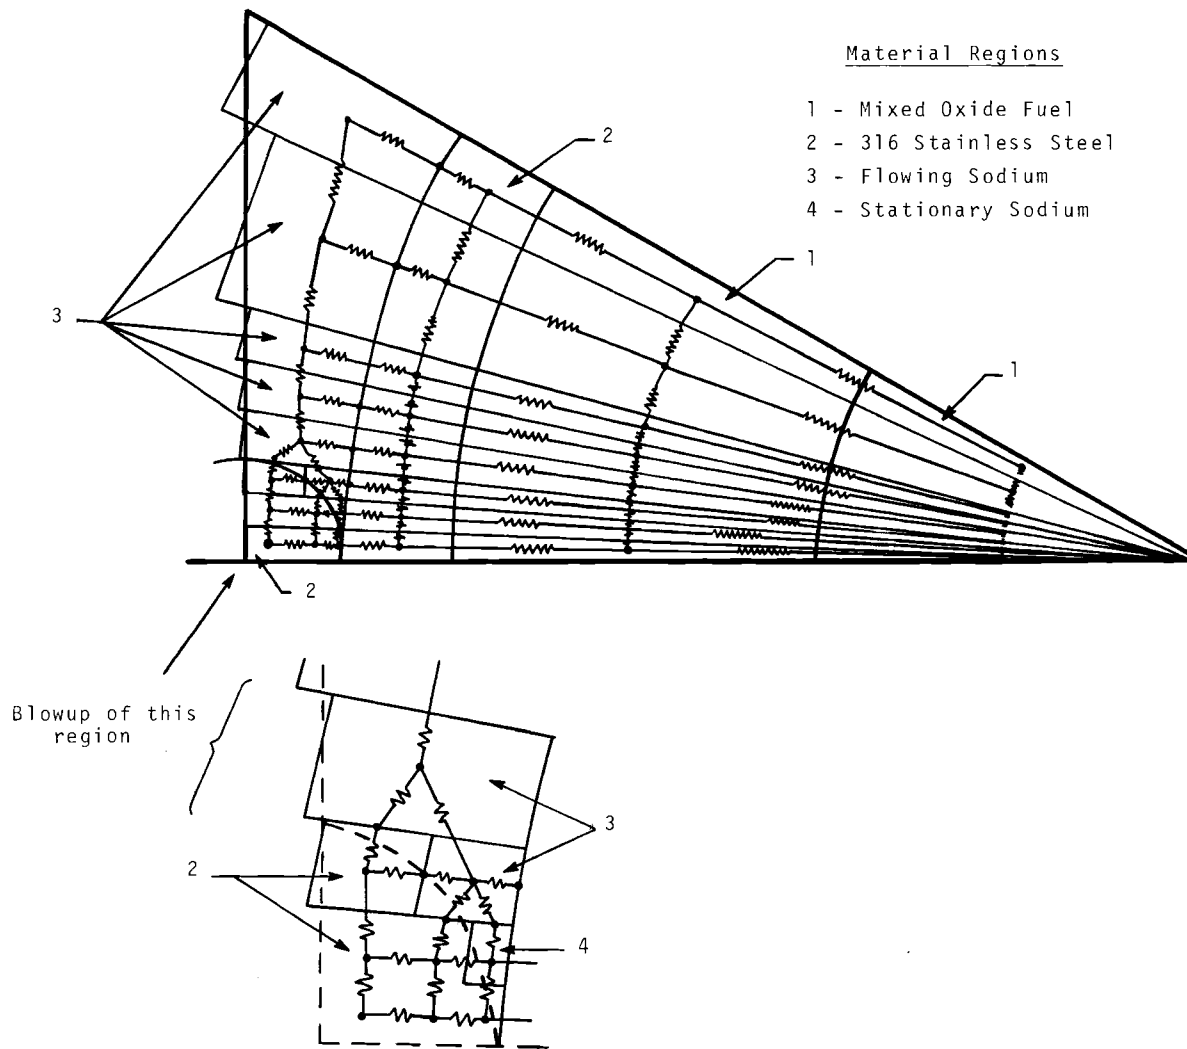 Material Regions
1 - Mixed Oxide Fuel
2 - 316 Stainless Steel
3 - Flowing Sodium
4 - Stationary Sodium
2
1
3
1
2
Blowup of this
region
3
2
4